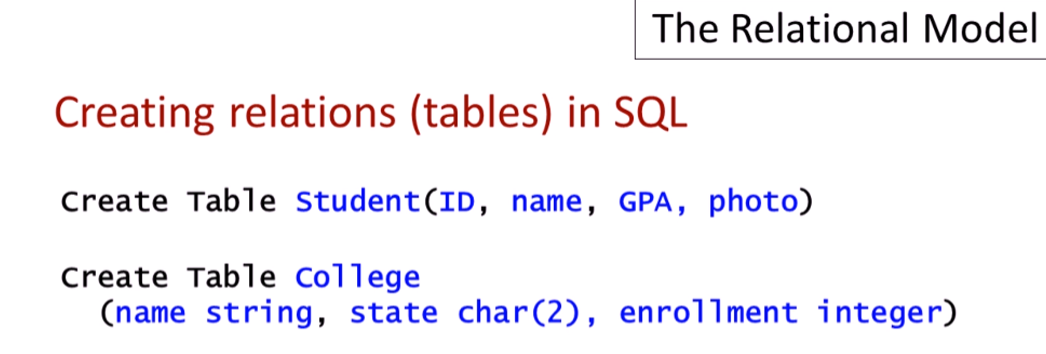 The Relational Model
Creating relations (tables) in SQL
Create Table Student(ID, name, GPA, photo)
Create Table College
(name string, state char(2), enrollment integer)